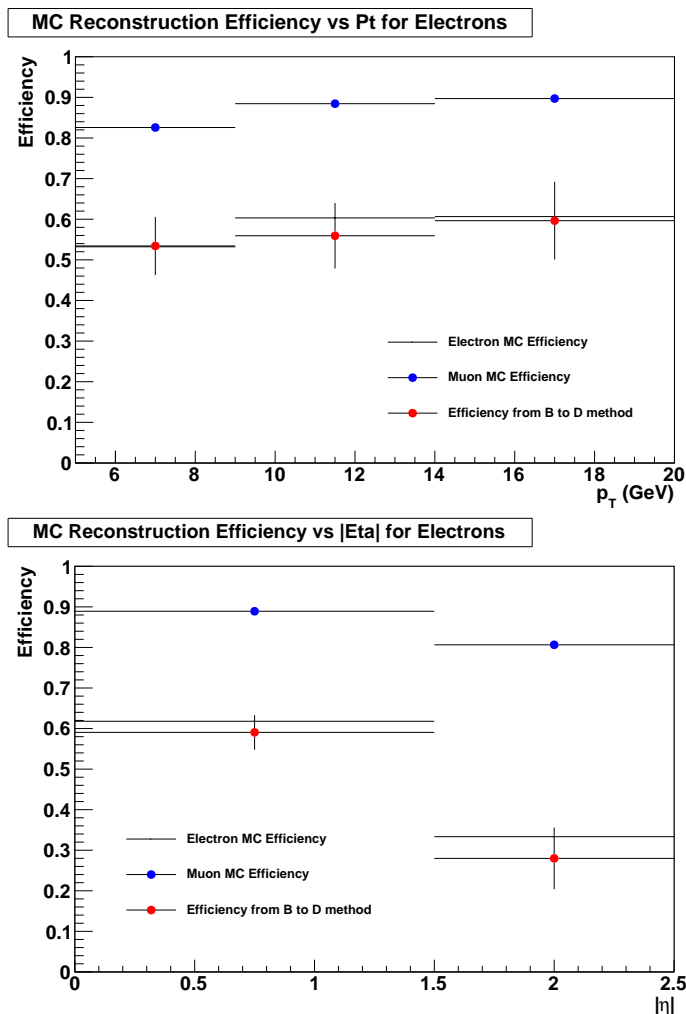 MC Reconstruction Efficiency vs Pt for Electrons
Efficiency
1
0.9
0.8
0.7
0.6
0.5
0.4
0.3
0.2
0.1
0
Electron MC Efficiency
Muon MC Efficiency
Efficiency from B to D method
6 8 10 12 14 16 18 20
p_T (GeV)
MC Reconstruction Efficiency vs |Eta| for Electrons
Efficiency
1
0.9
0.8
0.7
0.6
0.5
0.4
0.3
0.2
0.1
0
Electron MC Efficiency
Muon MC Efficiency
Efficiency from B to D method
0 0.5 1 1.5 2 2.5
|η|